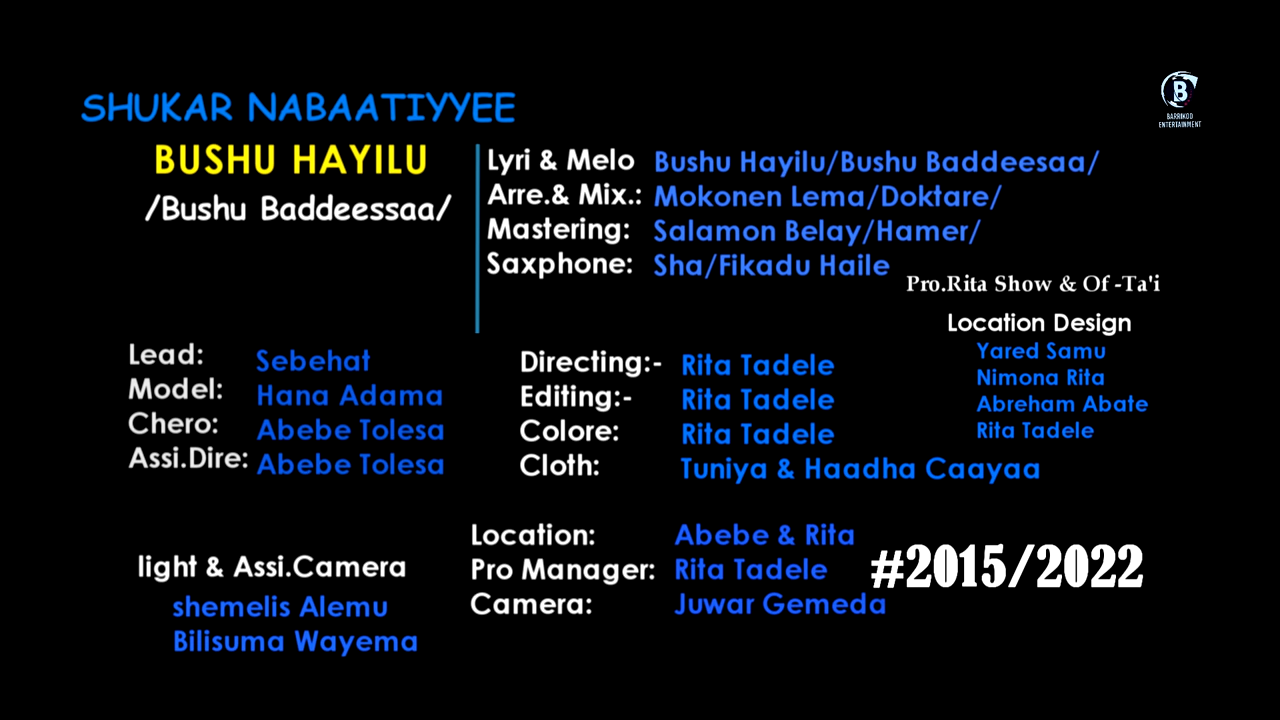 SHUKAR NABAATIYYEE
BARRIKOD
ENTERTAINMENT
BUSHU HAYILU
/Bushu Baddeessaa/
Lyri & Melo Bushu Hayilu/Bushu Baddeesaa/
Arre.& Mix.: Mokonen Lema/Doktare/
Mastering: Salamon Belay/Hamer/
Saxphone: Sha/Fikadu Haile
Pro.Rita Show & Of -Ta'i
Location Design
Yared Samu
Nimona Rita
Abreham Abate
Rita Tadele
Lead: Sebehat
Model: Hana Adama
Chero: Abebe Tolesa
Assi.Dire: Abebe Tolesa
Directing:- Rita Tadele
Editing:- Rita Tadele
Colore: Rita Tadele
Cloth: Tuniya & Haadha Caayaa
light & Assi.Camera
shemelis Alemu
Bilisuma Wayema
Location: Abebe & Rita
Pro Manager: Rita Tadele
Camera: Juwar Gemeda
#2015/2022